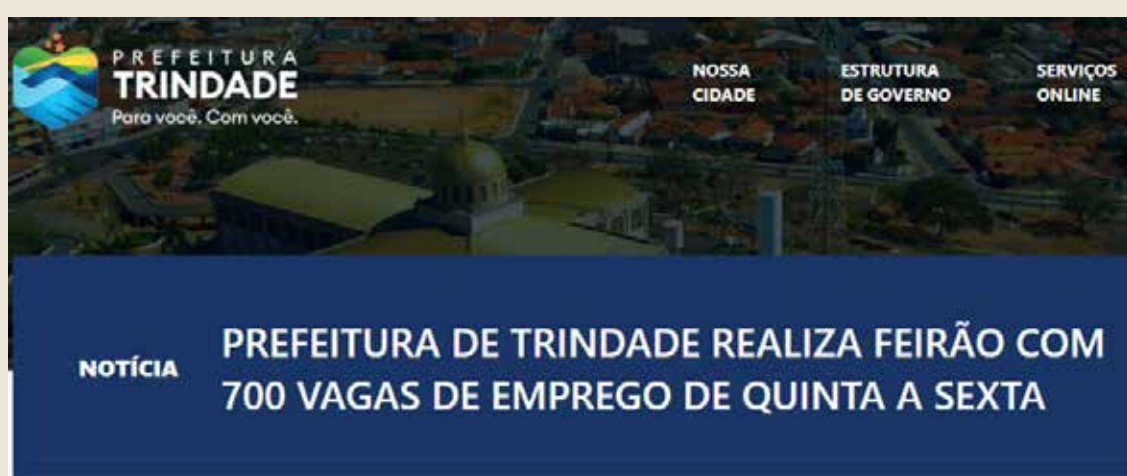 PREFEITURA
TRINDADE
Para você. Com você.
NOSSA
CIDADE
ESTRUTURA
DE GOVERNO
SERVIÇOS
ONLINE
NOTÍCIA
PREFEITURA DE TRINDADE REALIZA FEIRÃO COM
700 VAGAS DE EMPREGO DE QUINTA A SEXTA